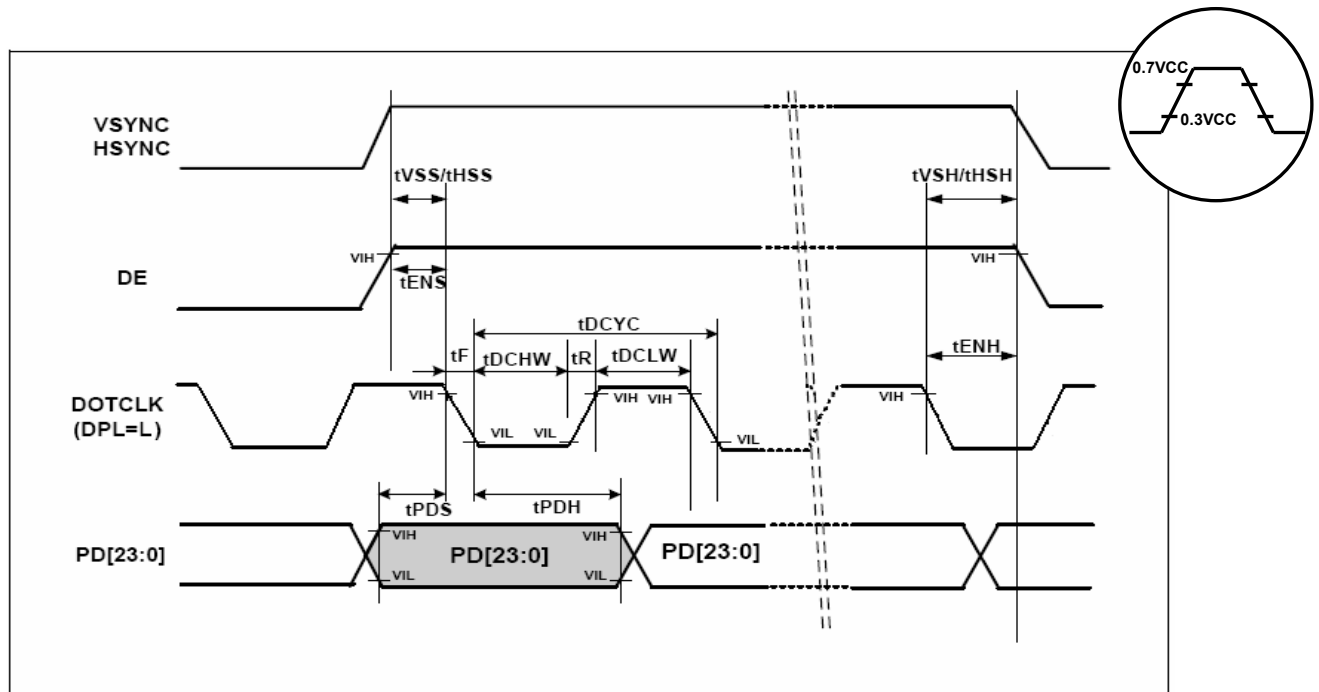 0.7VCC
0.3VCC
VSYNC
HSYNC
tVSS/tHSS
tVSH/tHSH
VIH
VIH
DE
tENS
tDCYC
tENH
tF
tDCHW
tR
tDCLW
DOTCLK
(DPL=L)
VIH
VIH
VIH
VIH
VIL
VIL
VIL
tPDS
tPDH
VIH
VIH
PD[23:0]
PD[23:0]
PD[23:0]
VIL
VIL